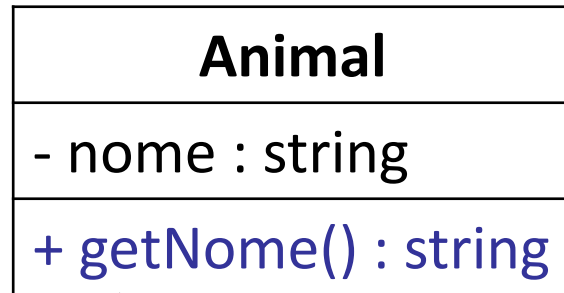 Animal
- nome : string
+ getNome() : string